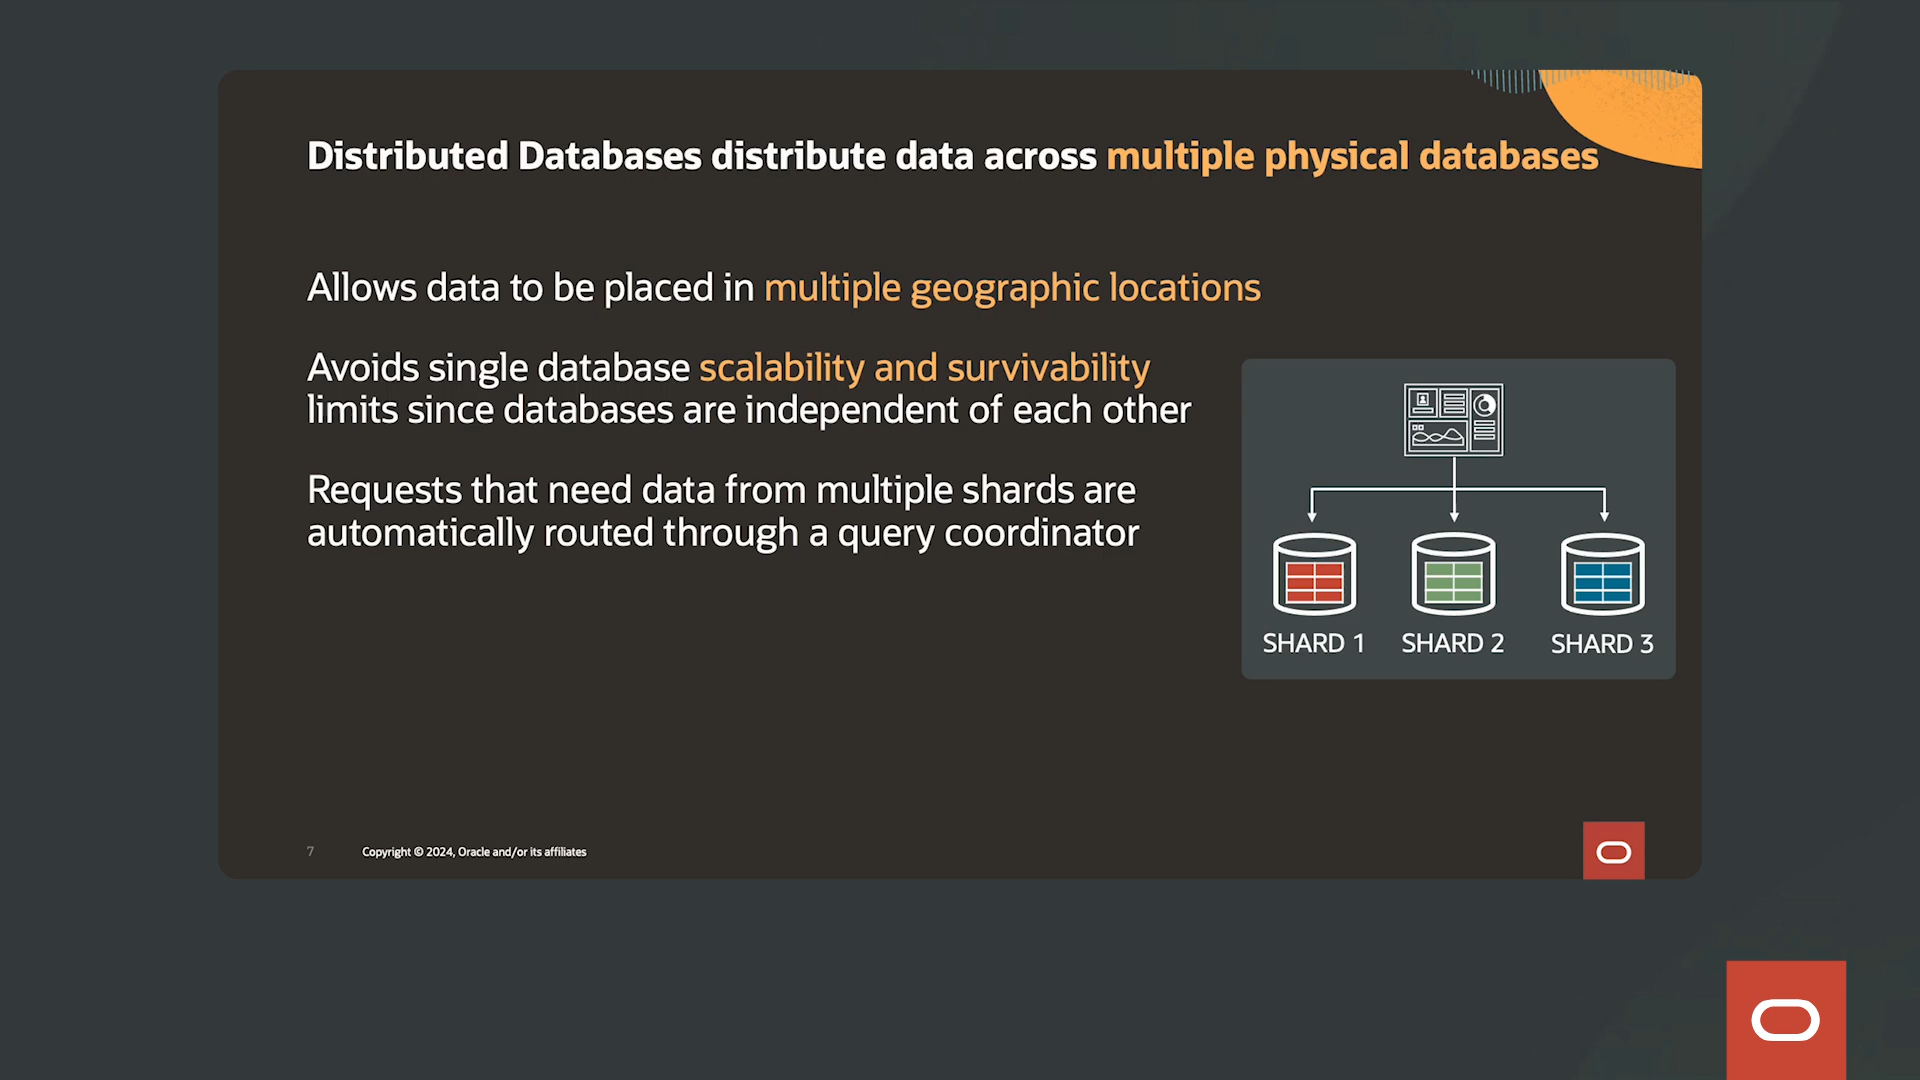 Distributed Databases distribute data across multiple physical databases
Allows data to be placed in multiple geographic locations
Avoids single database scalability and survivability
limits since databases are independent of each other
Requests that need data from multiple shards are
automatically routed through a query coordinator
SHARD 1 SHARD 2 SHARD 3
7 Copyright © 2024, Oracle and/or its affiliates